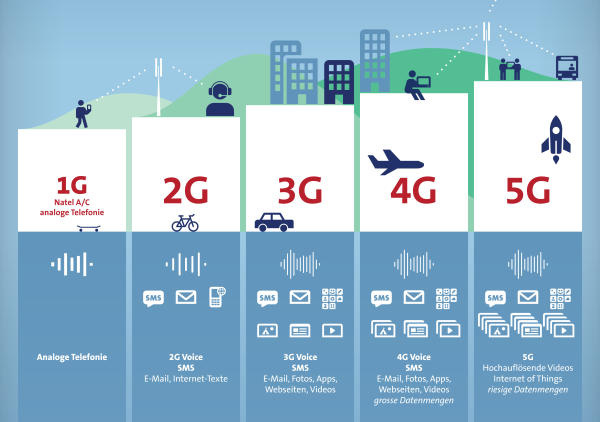 1G
Natel A/C
analoge Telefonie
2G
3G
4G
5G
SMS
SMS
SMS
SMS
Analoge Telefonie
2G Voice
SMS
E-Mail, Internet-Texte
3G Voice
SMS
E-Mail, Fotos, Apps,
Webseiten, Videos
4G Voice
SMS
E-Mail, Fotos, Apps,
Webseiten, Videos
grosse Datenmengen
5G
Hochauflösende Videos
Internet of Things
riesige Datenmengen